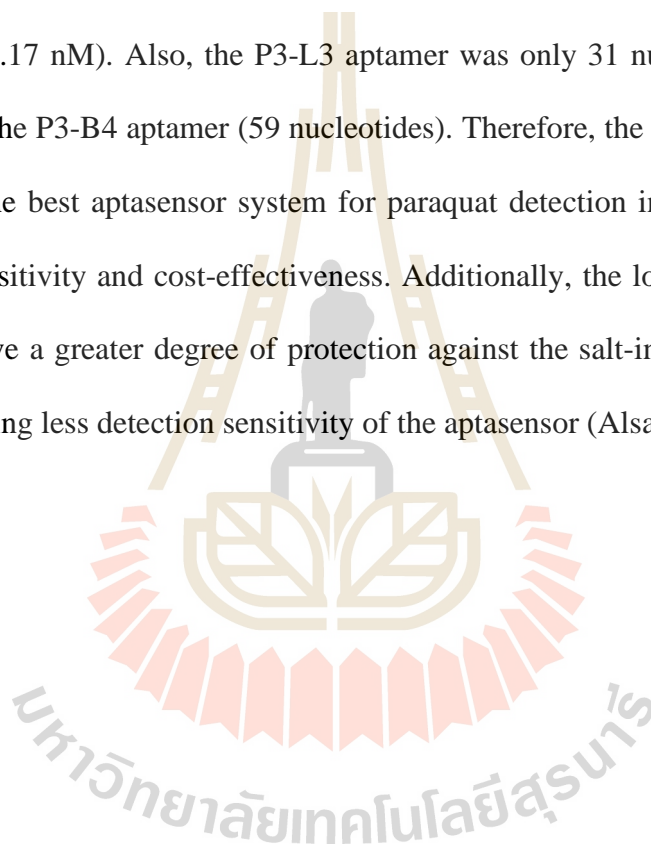 .17 nM). Also, the P3-L3 aptamer was only 31 nu
he P3-B4 aptamer (59 nucleotides). Therefore, the
e best aptasensor system for paraquat detection in
sitivity and cost-effectiveness. Additionally, the lo
ve a greater degree of protection against the salt-in
ng less detection sensitivity of the aptasensor (Alsa
มหาวิทยาลัยเทคโนโลยีสุรนารี